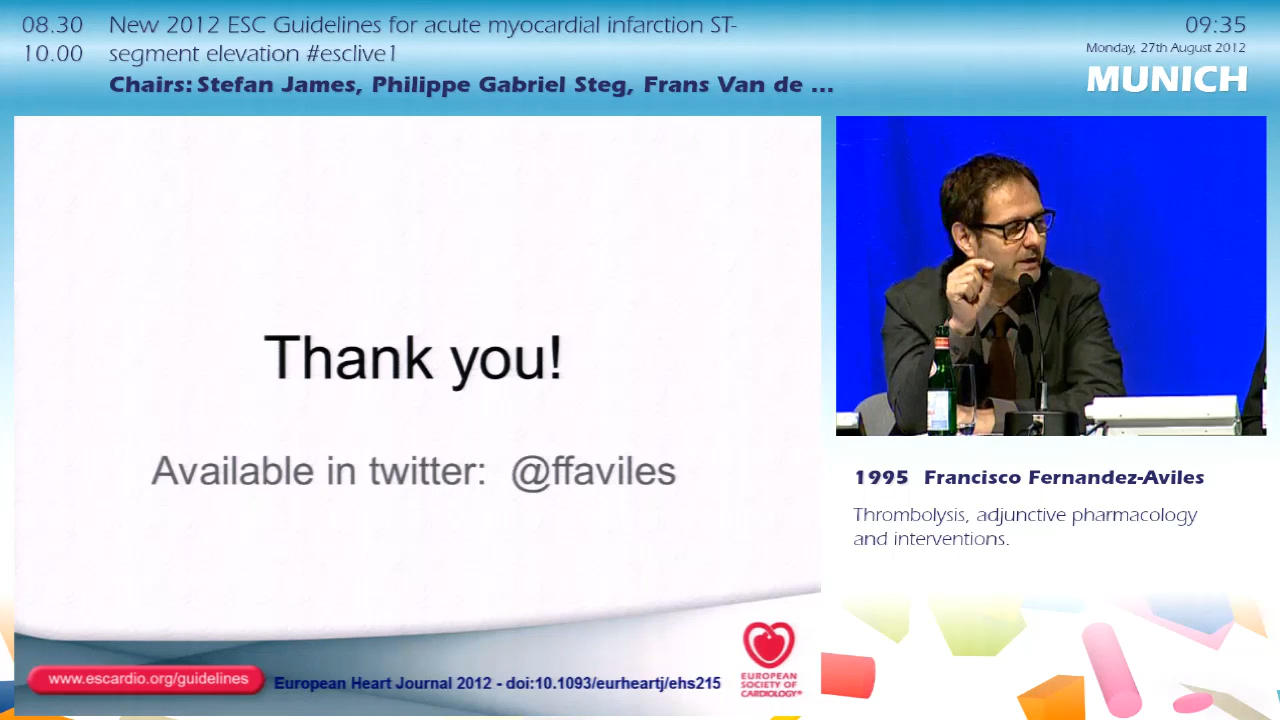 08.30
10.00
New 2012 ESC Guidelines for acute myocardial infarction ST-
segment elevation #esclive1
Chairs: Stefan James, Philippe Gabriel Steg, Frans Van de ...
09:35
Monday, 27th August 2012
MUNICH
Thank you!
Available in twitter: @ffaviles
www.escardio.org/guidelines
European Heart Journal 2012 - doi:10.1093/eurheartj/ehs215
EUROPEAN
SOCIETY OF
CARDIOLOGY®
1995 Francisco Fernandez-Aviles
Thrombolysis, adjunctive pharmacology
and interventions.